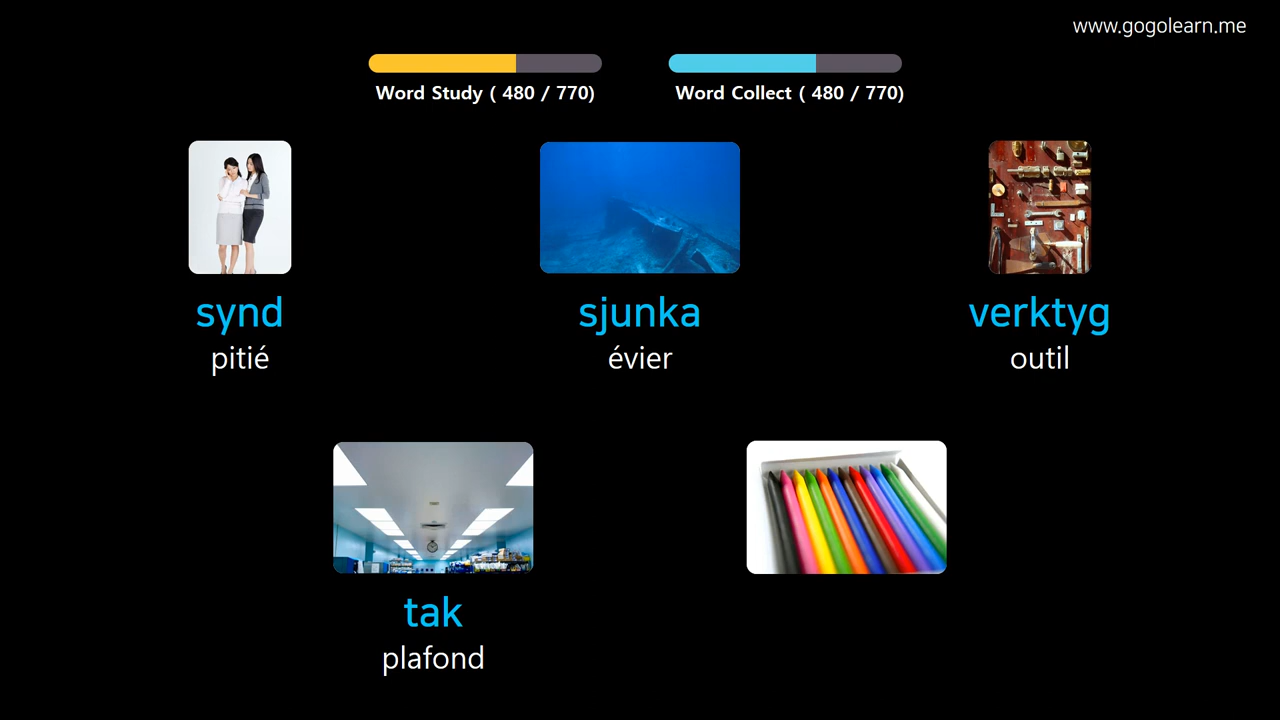 www.gogolearn.me
Word Study ( 480 / 770)
Word Collect ( 480 / 770)
synd
pitié
sjunka
évier
verktyg
outil
tak
plafond